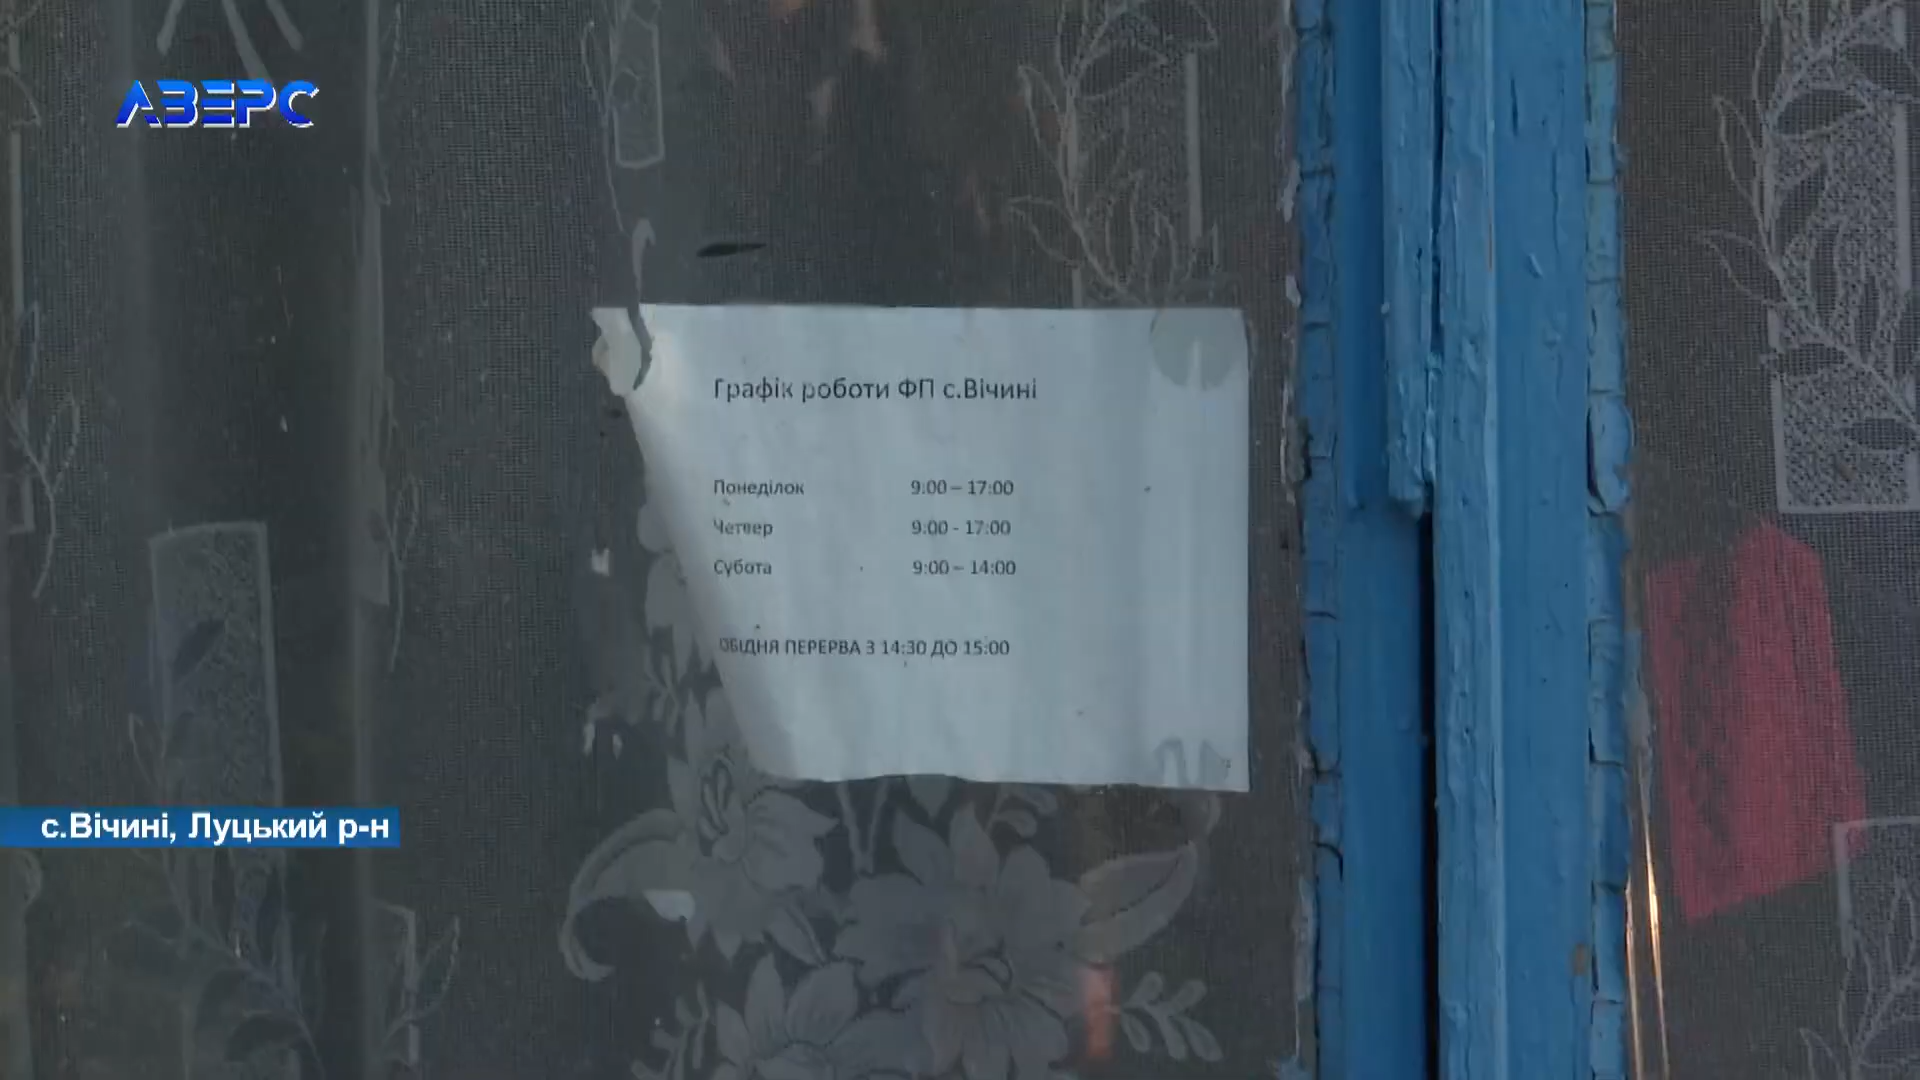 АВЕРС
Графік роботи ФП с.Вічині
Понеділок 9:00 – 17:00
Четвер 9:00 - 17:00
Субота 9:00 – 14:00
ОБІДНЯ ПЕРЕРВА З 14:30 ДО 15:00
с.Вічині, Луцький р-н